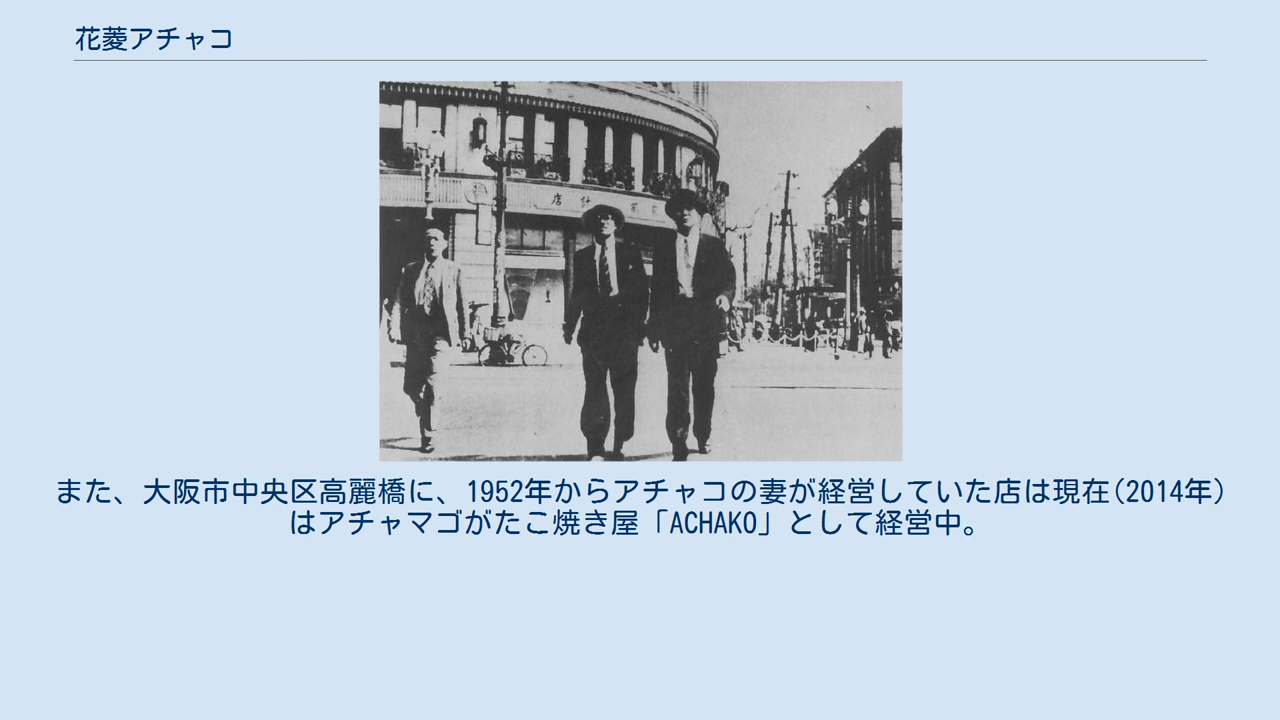 花菱アチャコ
店 計
また、大阪市中央区高麗橋に、1952年からアチャコの妻が経営していた店は現在(2014年)
はアチャマゴがたこ焼き屋「ACHAKO」として経営中。